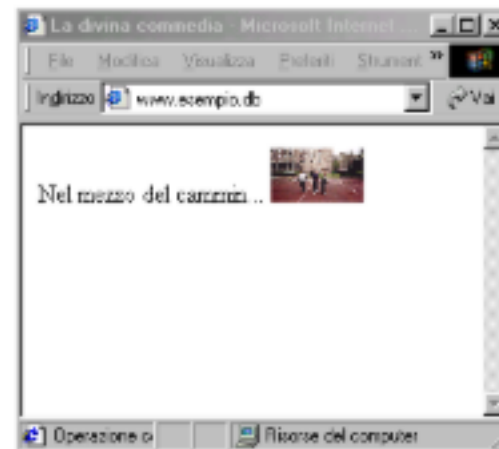 La divina commedia - Microsoft Internet ...
File Modifica Visualizza Preferiti Strument »
Indirizzo www.esempio.db Vai
Nel mezzo del cammin...
Operazione c Risorse del computer